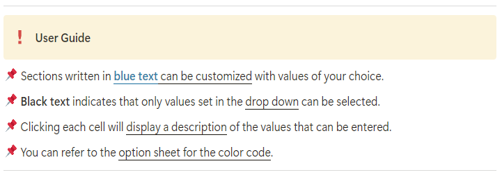 User Guide
Sections written in blue text can be customized with values of your choice.
Black text indicates that only values set in the drop down can be selected.
Clicking each cell will display a description of the values that can be entered.
You can refer to the option sheet for the color code.